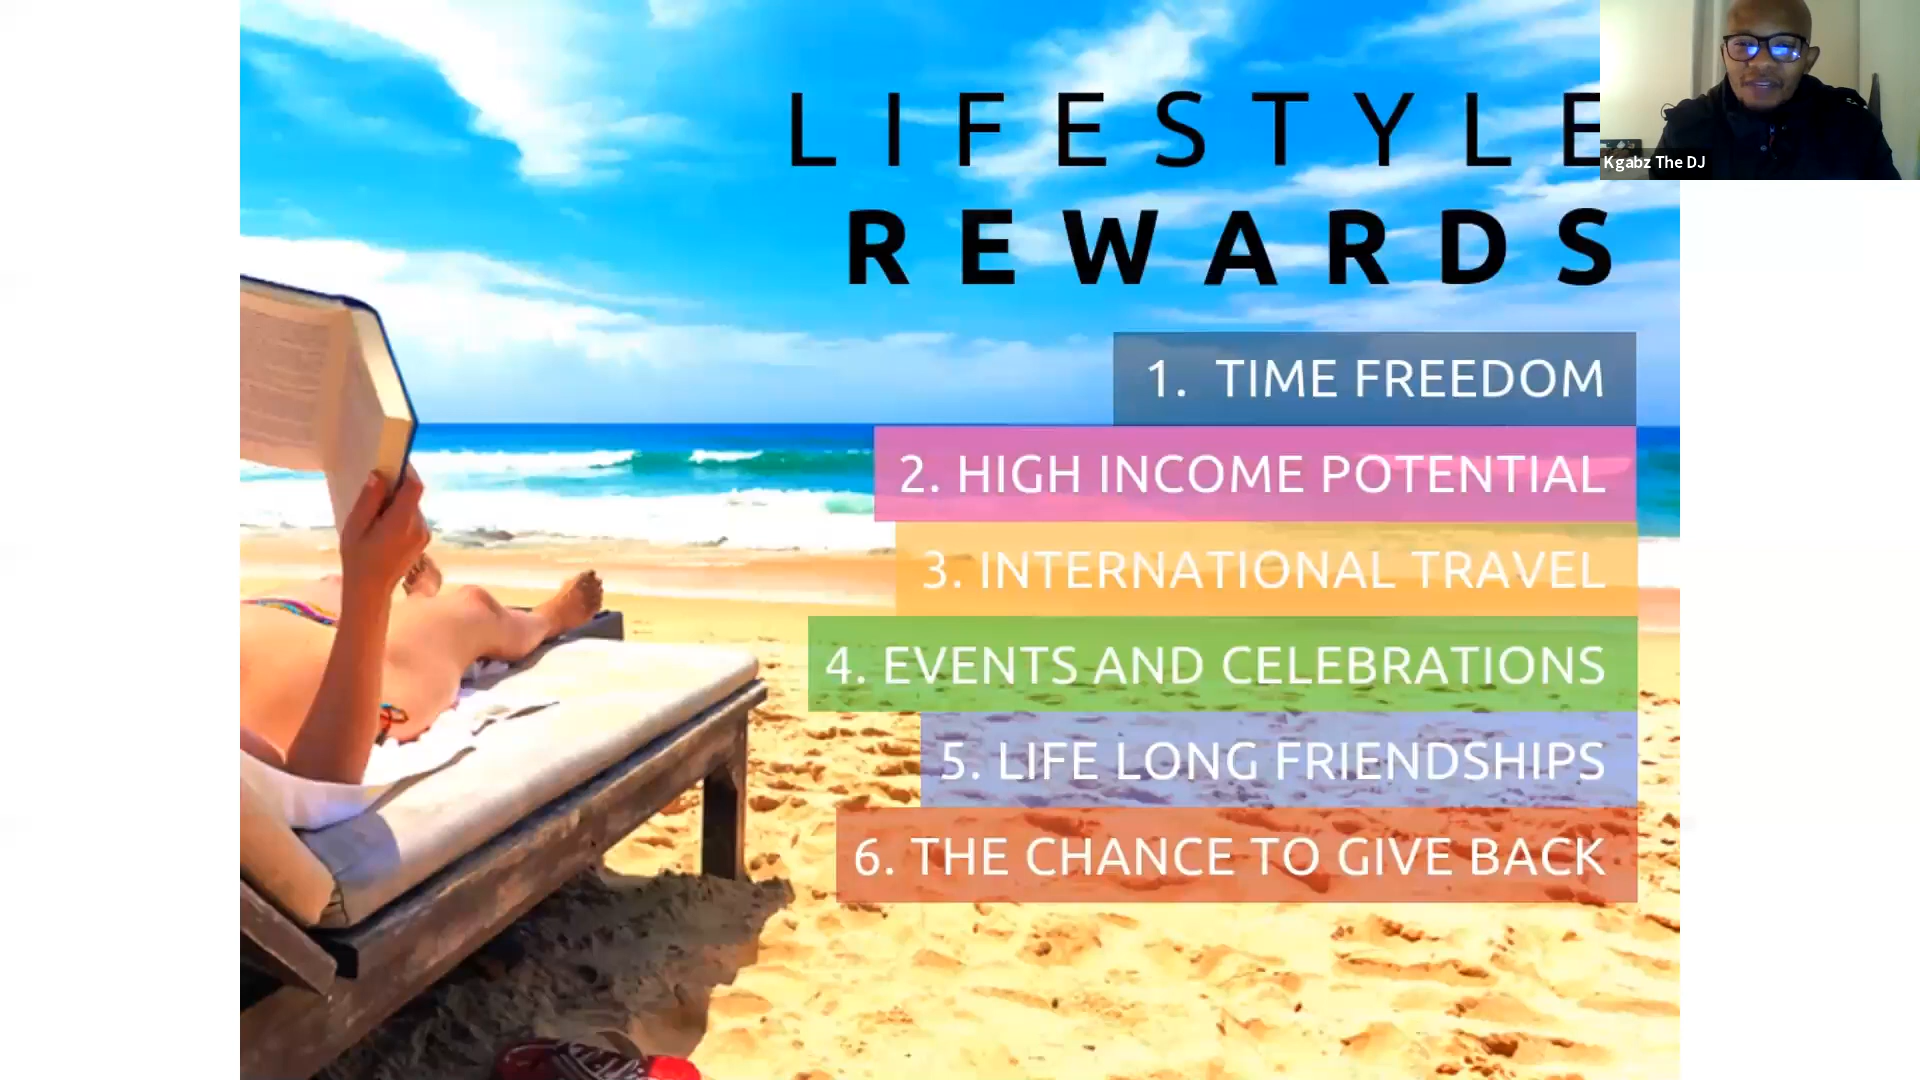 LIFESTYLE
REWARDS
1. TIME FREEDOM
2. HIGH INCOME POTENTIAL
3. INTERNATIONAL TRAVEL
4. EVENTS AND CELEBRATIONS
5. LIFE LONG FRIENDSHIPS
6. THE CHANCE TO GIVE BACK
Kgabz The DJ